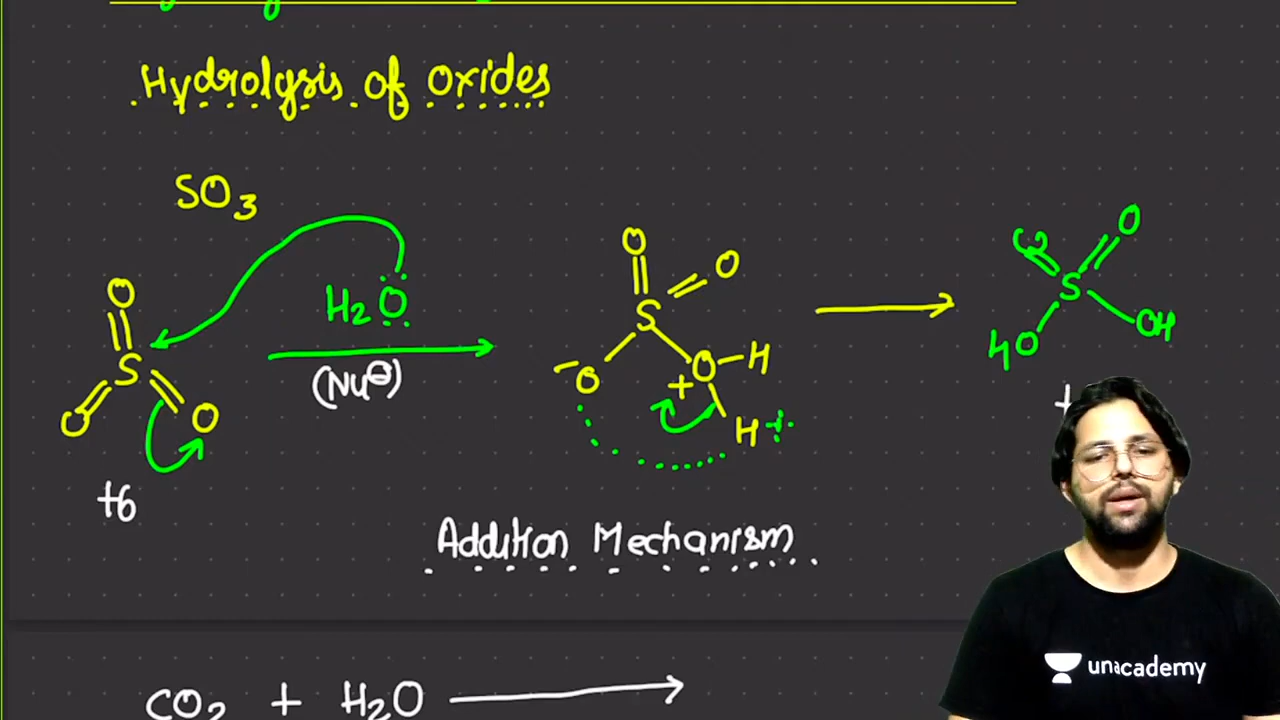 Hydrolysis of oxides
SO3
O
S
O
O
+6
H2O
(Nu⊖)
O
O
S
-O
O-H
+
H+
O
O
S
HO
OH
+
Addition Mechanism
CO2 + H2O
unacademy